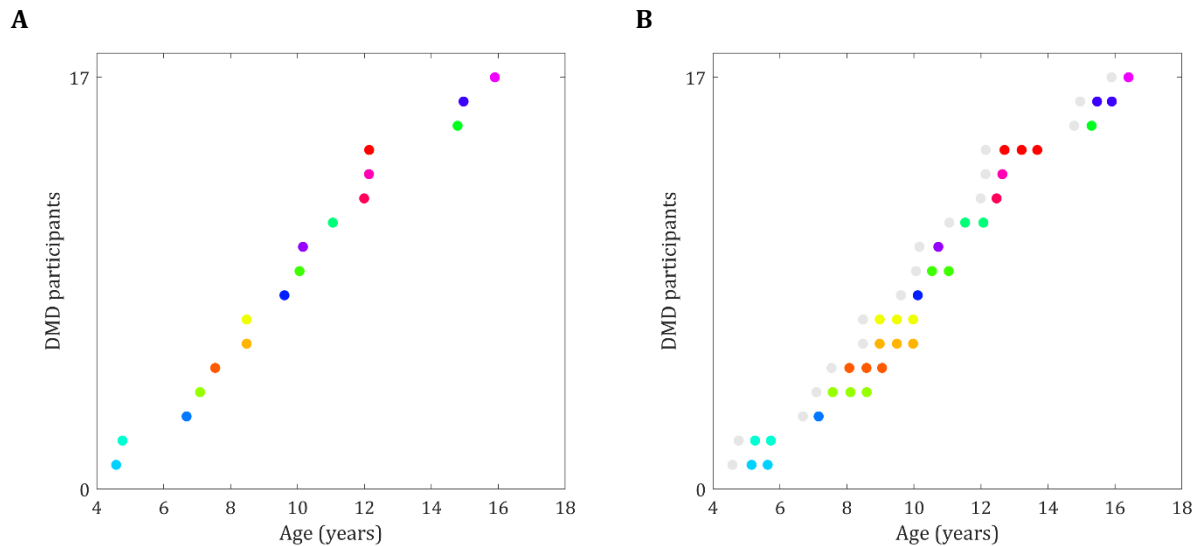 A
17
DMD participants
0
4 6 8 10 12 14 16 18
Age (years)
B
17
DMD participants
0
4 6 8 10 12 14 16 18
Age (years)